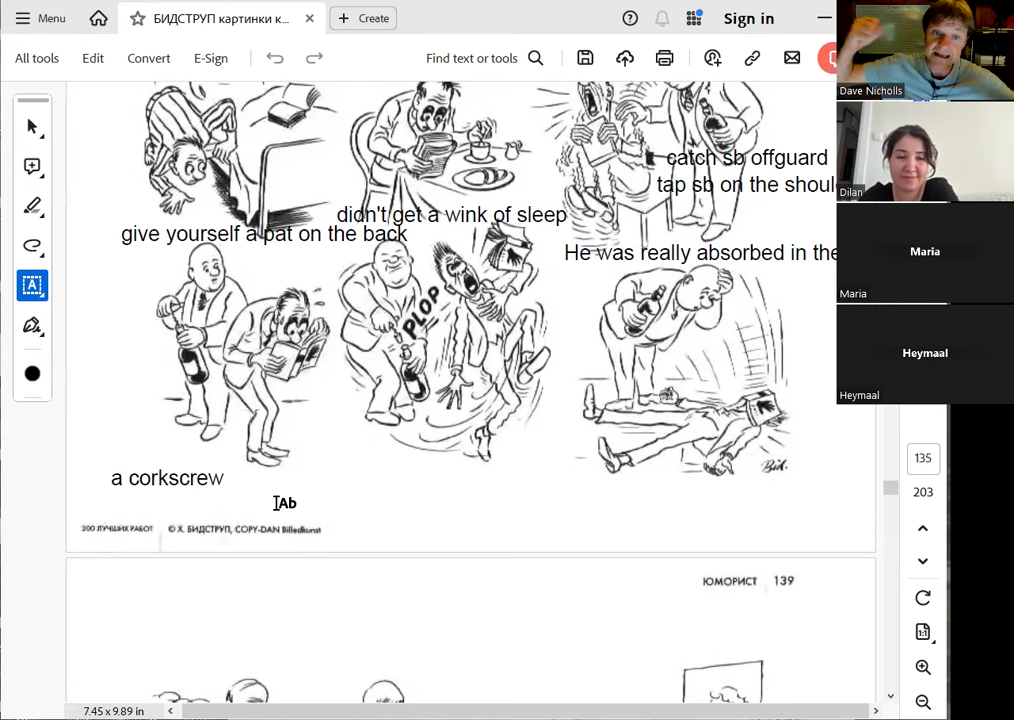 Menu
БИДСТРУП картинки к...
Create
Sign in
All tools
Edit
Convert
E-Sign
Find text or tools
Dave Nicholls
catch sb offguard
tap sb on the shoul
Dilan
didn't get a wink of sleep
give yourself a pat on the back
He was really absorbed in the
Maria
Maria
PLOP
Heymaal
Heymaal
Bid.
a corkscrew
Ab
200 ЛУЧШИХ РАБОТ
© Х. БИДСТРУП, COPY-DAN Billedkunst
135
203
ЮМОРИСТ 139
1:1
7.45 x 9.89 in